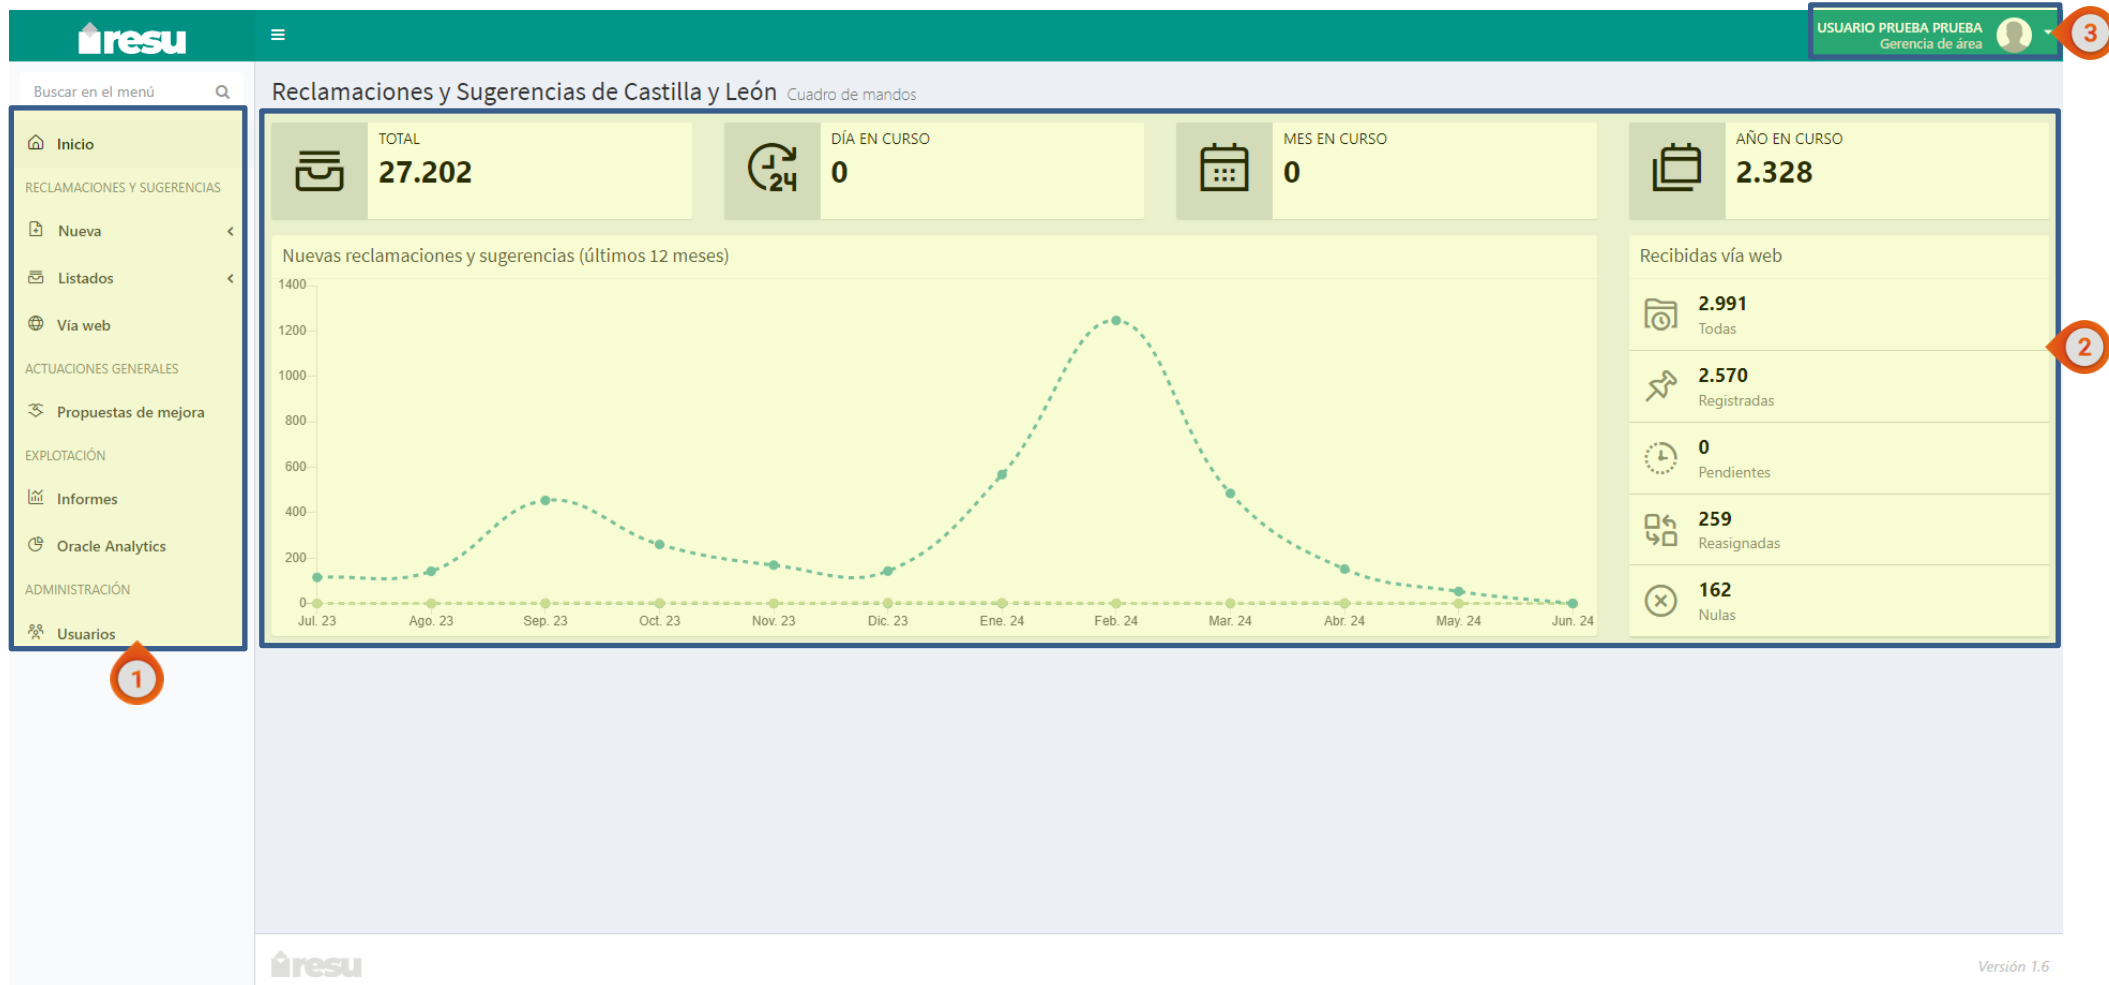 resu
USUARIO PRUEBA PRUEBA
Gerencia de área
3
Buscar en el menú
Reclamaciones y Sugerencias de Castilla y León Cuadro de mandos
Inicio
RECLAMACIONES Y SUGERENCIAS
Nueva
Listados
Vía web
ACTUACIONES GENERALES
Propuestas de mejora
EXPLOTACIÓN
Informes
Oracle Analytics
ADMINISTRACIÓN
Usuarios
1
TOTAL
27.202
24
DÍA EN CURSO
0
MES EN CURSO
0
AÑO EN CURSO
2.328
Nuevas reclamaciones y sugerencias (últimos 12 meses)
1400
1200
1000
800
600
400
200
0
Jul. 23 Ago. 23 Sep. 23 Oct. 23 Nov. 23 Dic. 23 Ene. 24 Feb. 24 Mar. 24 Abr. 24 May. 24 Jun. 24
Recibidas vía web
2.991
Todas
2.570
Registradas
0
Pendientes
259
Reasignadas
162
Nulas
2
resu
Versión 1.6